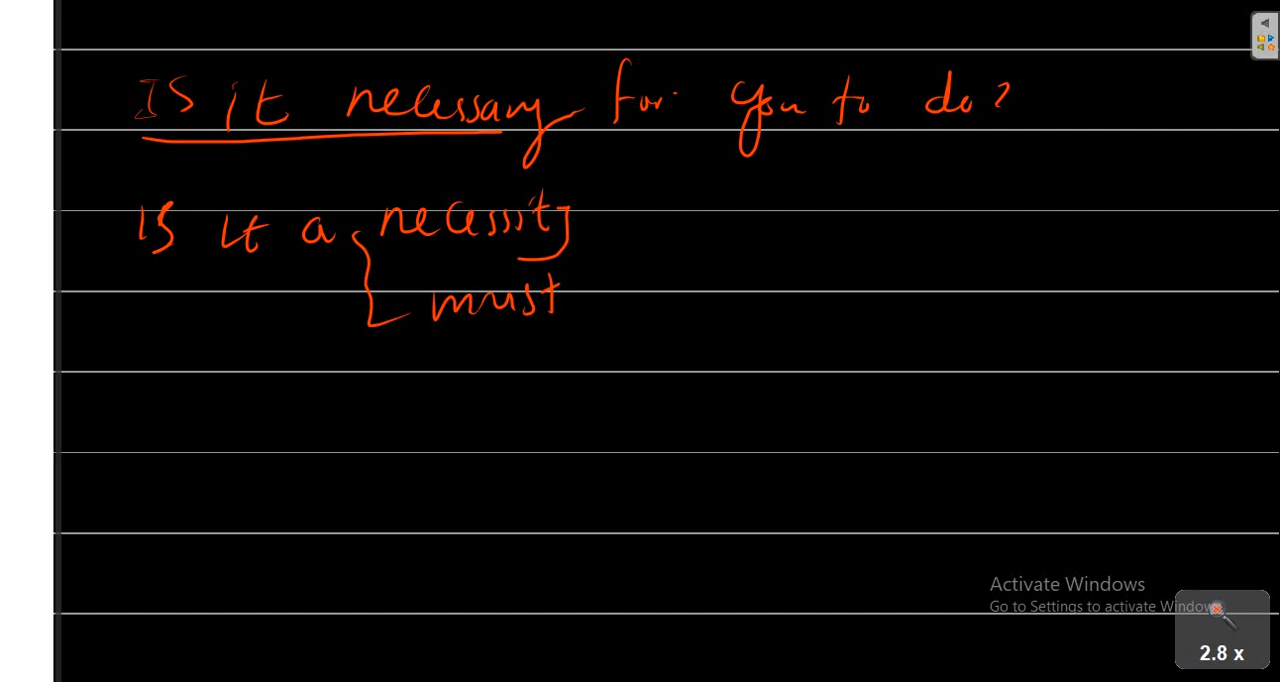 Is it necessary for you to do?
Is it a { necessity
must
Activate Windows
Go to Settings to activate Windows
2.8 x